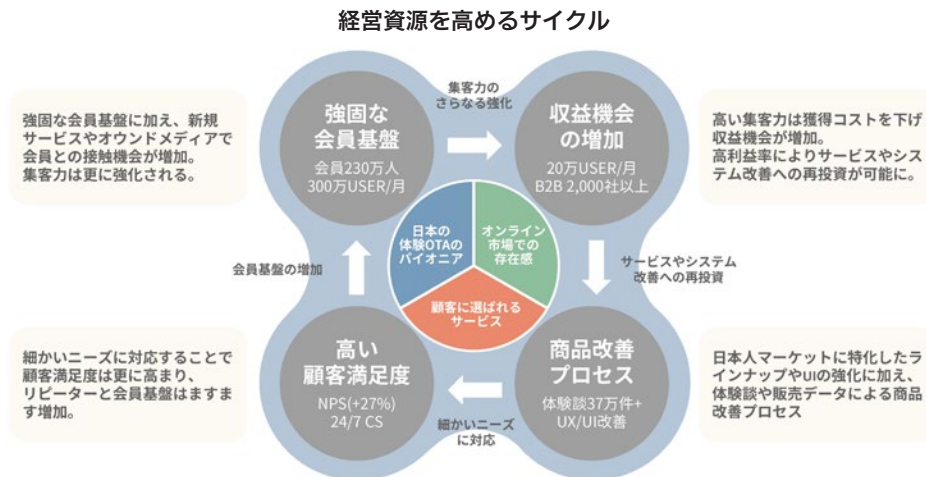 経営資源を高めるサイクル
強固な会員基盤に加え、新規
サービスやオウンドメディアで
会員との接触機会が増加。
集客力は更に強化される。
強固な
会員基盤
会員230万人
300万USER/月
集客力の
さらなる強化
収益機会
の増加
20万USER/月
B2B 2,000社以上
高い集客力は獲得コストを下げ
収益機会が増加。
高利益率によりサービスやシス
テム改善への再投資が可能に。
日本の
体験OTAの
パイオニア
オンライン
市場での
存在感
顧客に選ばれる
サービス
会員基盤の増加
サービスやシステム
改善への再投資
細かいニーズに対応することで
顧客満足度は更に高まり、
リピーターと会員基盤はますま
す増加。
高い
顧客満足度
NPS(+27%)
24/7 CS
細かいニーズ
に対応
商品改善
プロセス
体験談37万件+
UX/UI改善
日本人マーケットに特化したラ
インナップやUIの強化に加え、
体験談や販売データによる商品
改善プロセス